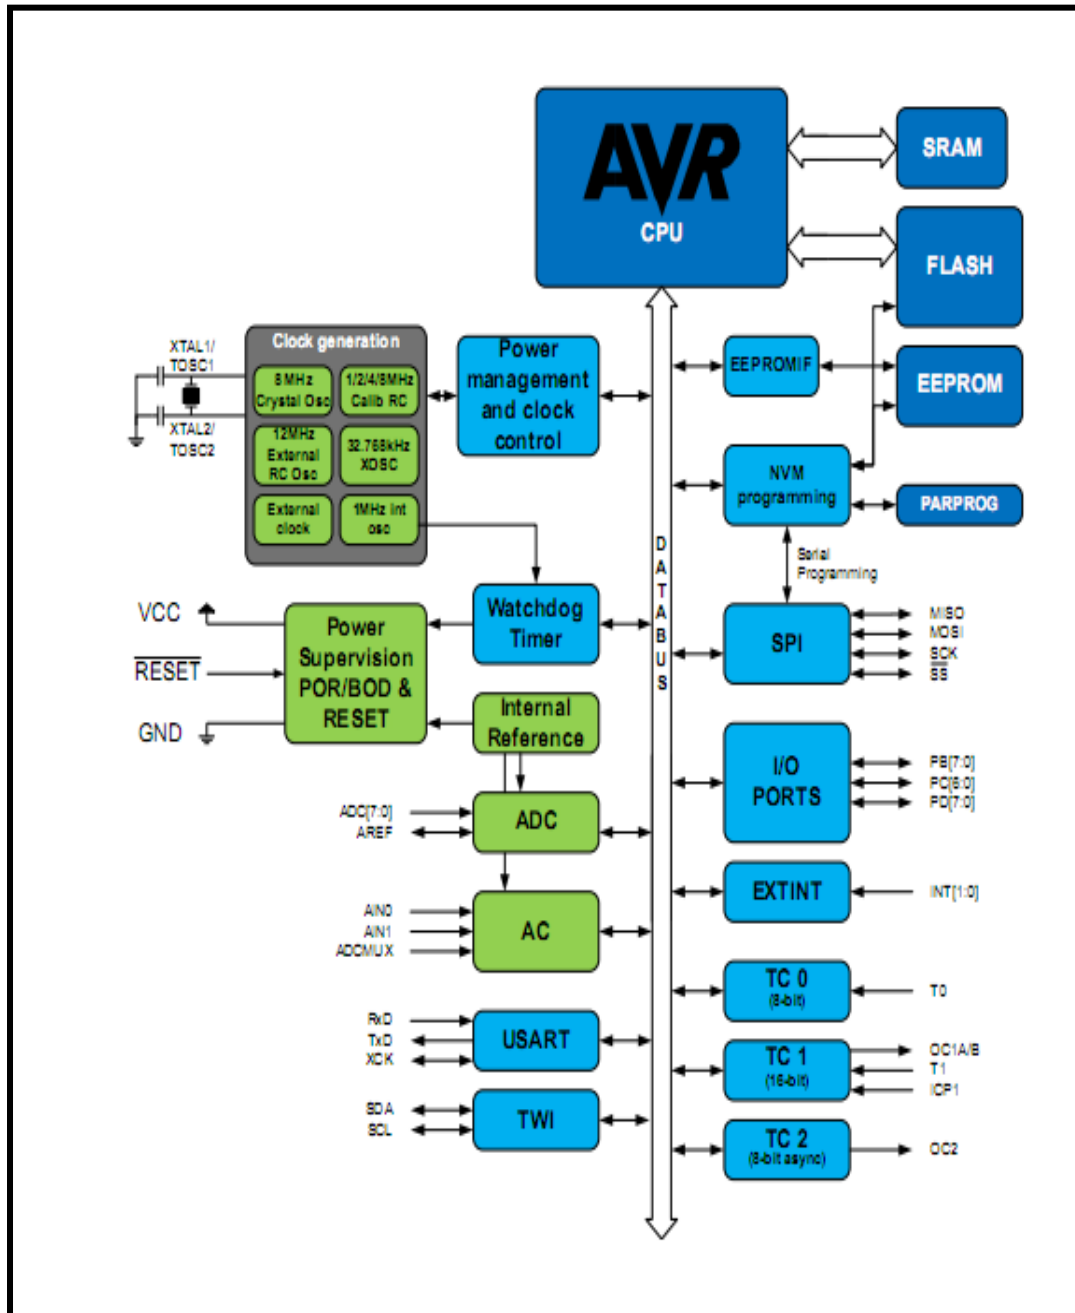 AVR
CPU
SRAM
FLASH
EEPROM
PARPROG
EEPROMIF
NVM
programming
Serial
Programming
Clock generation
8MHz
Crystal Osc
1/2/4/8MHz
Calib RC
12MHz
External
RC Osc
32.768kHz
XOSC
External
clock
1MHz int
osc
XTAL1/
TOSC1
XTAL2/
TOSC2
Power
management
and clock
control
DATABUS
VCC
RESET
GND
Power
Supervision
POR/BOD &
RESET
Watchdog
Timer
Internal
Reference
ADC[7:0]
AREF
ADC
AIN0
AIN1
ADCMUX
AC
RxD
TxD
XCK
USART
SDA
SCL
TWI
SPI
MISO
MOSI
SCK
SS
I/O
PORTS
PB[7:0]
PC[6:0]
PD[7:0]
EXTINT
INT[1:0]
TC 0
(8-bit)
T0
TC 1
(16-bit)
OC1A/B
T1
ICP1
TC 2
(8-bit async)
OC2